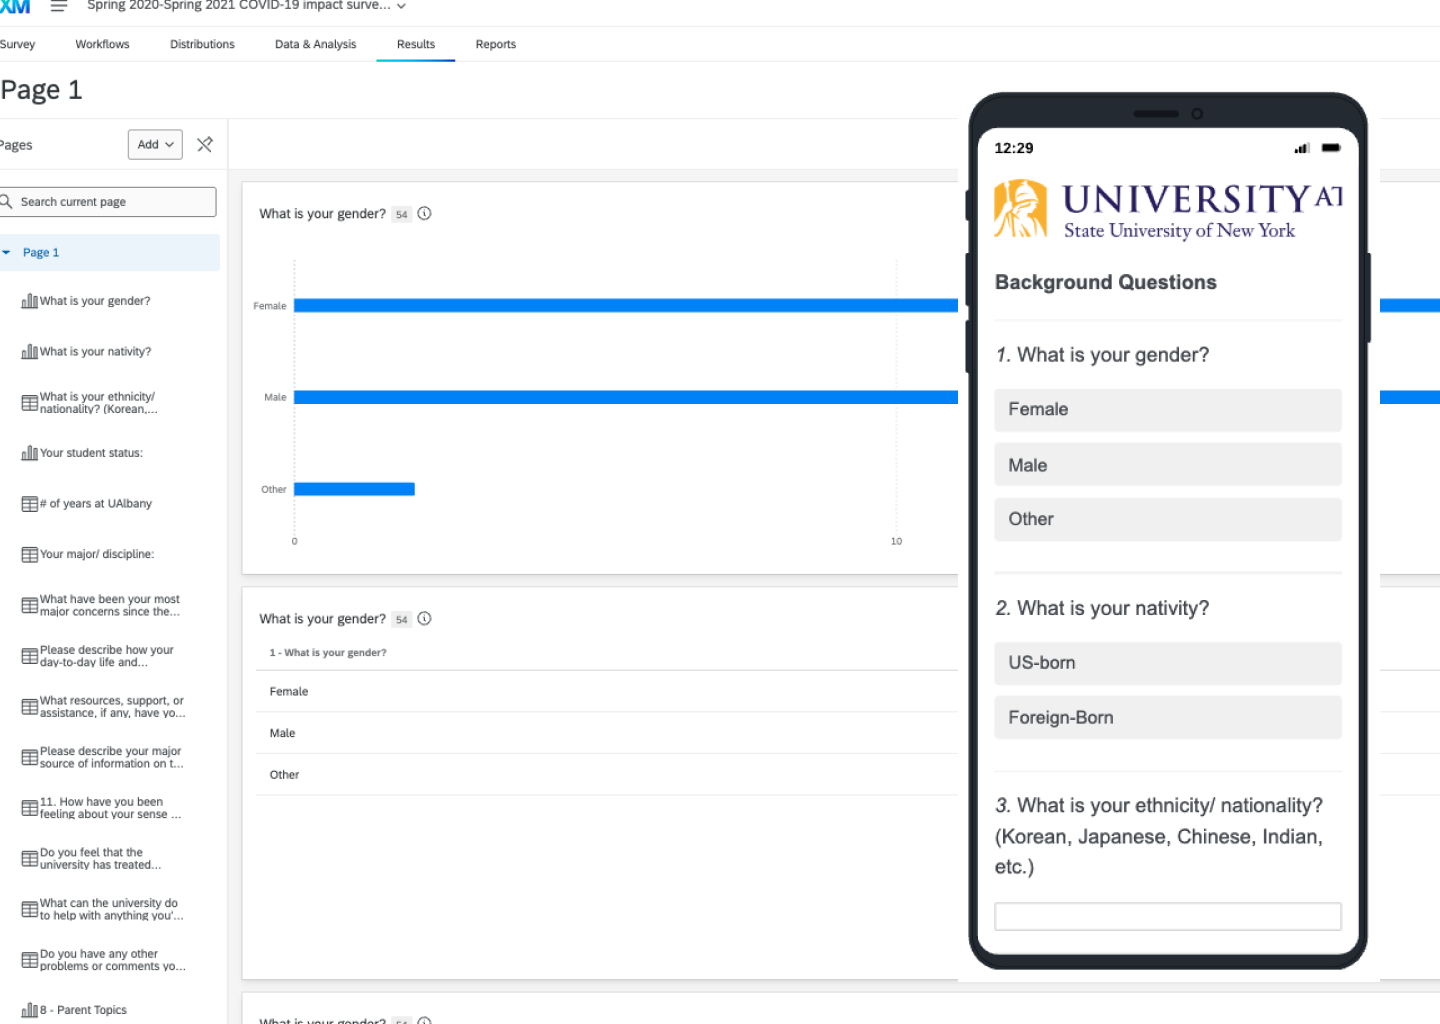 XM
Spring 2020-Spring 2021 COVID-19 impact surve...
Survey Workflows Distributions Data & Analysis Results Reports
Page 1
Pages
Add
Search current page
Page 1
What is your gender?
What is your nativity?
What is your ethnicity/
nationality? (Korean,...
Your student status:
# of years at UAlbany
Your major/ discipline:
What have been your most
major concerns since the...
Please describe how your
day-to-day life and...
What resources, support, or
assistance, if any, have yo...
Please describe your major
source of information on t...
11. How have you been
feeling about your sense ...
Do you feel that the
university has treated...
What can the university do
to help with anything you'...
Do you have any other
problems or comments yo...
8 - Parent Topics
What is your gender? 54
Female
Male
Other
0 10
What is your gender? 54
1 - What is your gender?
Female
Male
Other
What is your gender? 54
12:29
UNIVERSITY AT
State University of New York
Background Questions
1. What is your gender?
Female
Male
Other
2. What is your nativity?
US-born
Foreign-Born
3. What is your ethnicity/ nationality?
(Korean, Japanese, Chinese, Indian,
etc.)